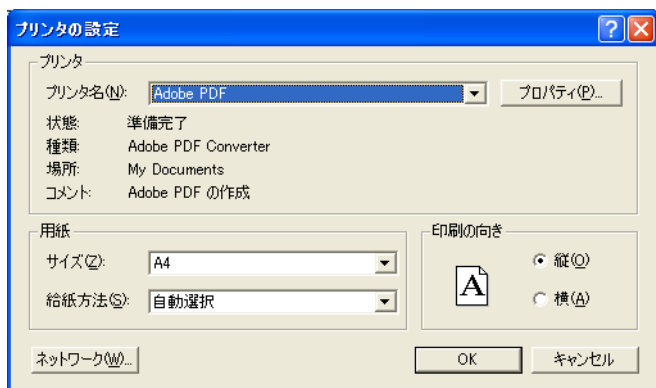 プリンタの設定
プリンタ
プリンタ名(N): Adobe PDF プロパティ(P)...
状態: 準備完了
種類: Adobe PDF Converter
場所: My Documents
コメント: Adobe PDF の作成
用紙
サイズ(Z): A4
給紙方法(S): 自動選択
印刷の向き
A
縦(O)
横(A)
ネットワーク(W)... OK キャンセル